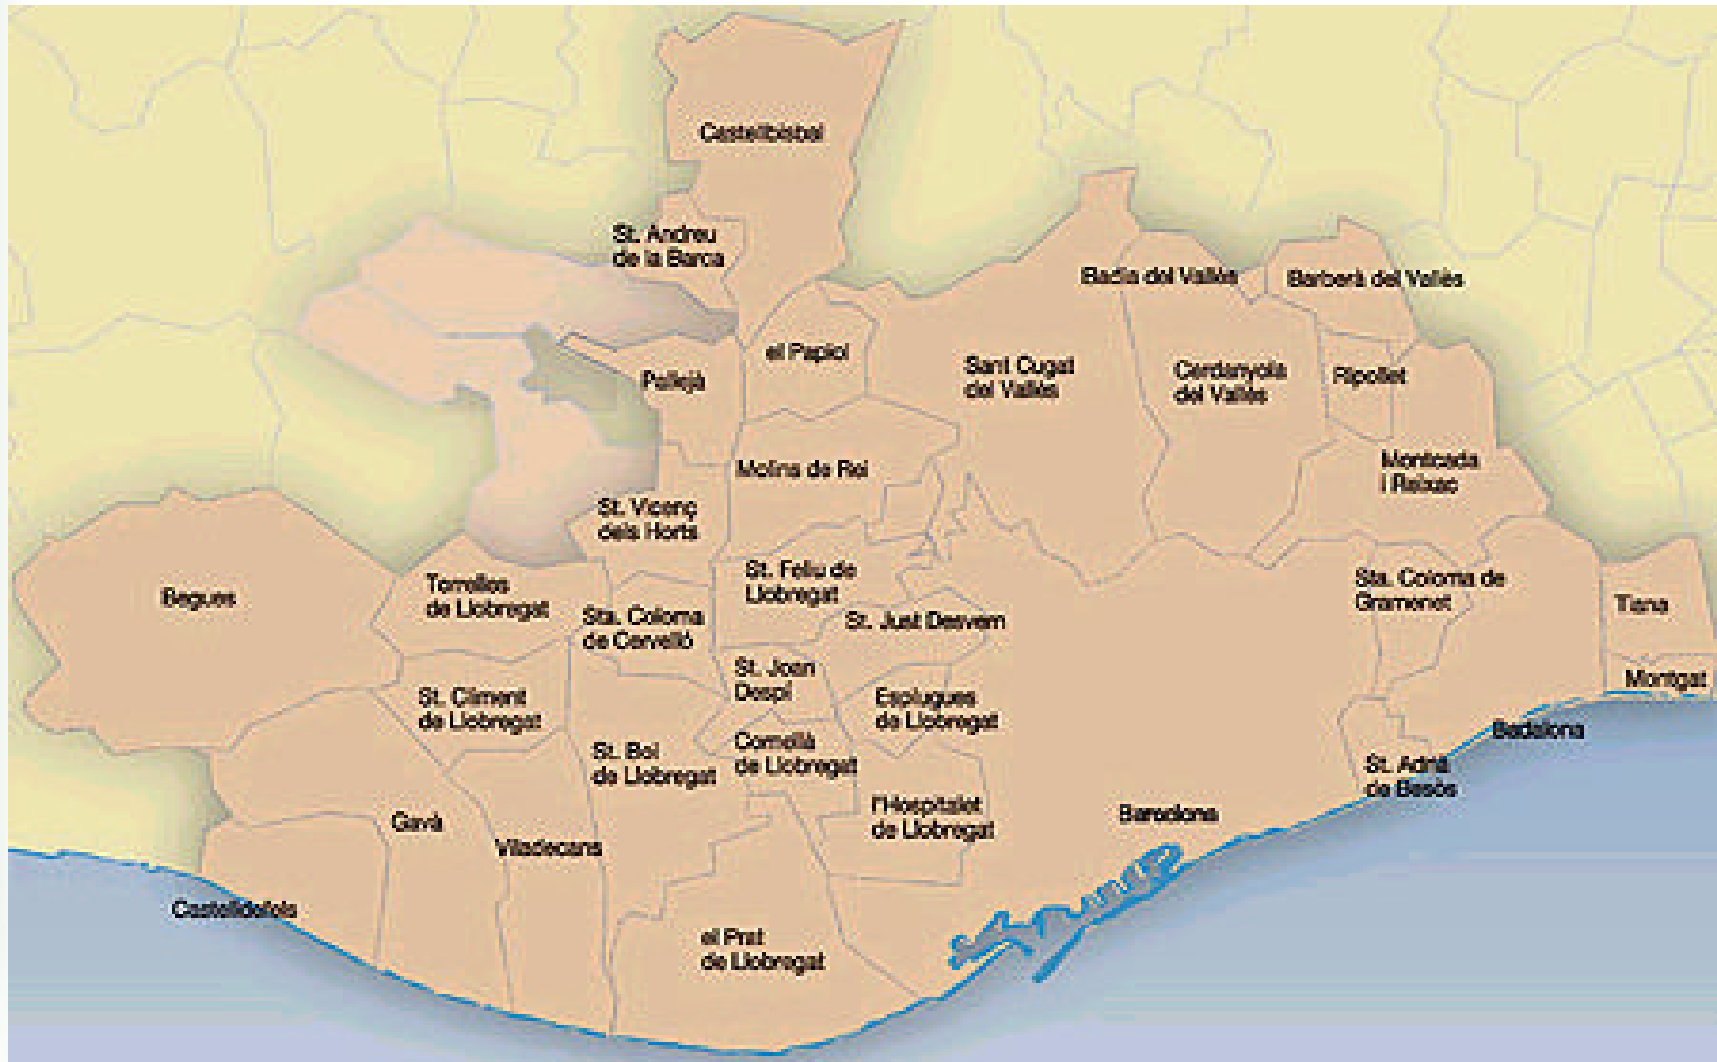 Castellbisbal
St. Andreu
de la Barca
Badia del Vallès
Barberà del Vallès
el Papiol
Pallejà
Sant Cugat
del Vallès
Cerdanyola
del Vallès
Ripollet
Molins de Rei
Montcada
i Reixac
St. Vicenç
dels Horts
Begues
Torrelles
de Llobregat
St. Feliu de
Llobregat
Sta. Coloma de
Gramenet
Tiana
Sta. Coloma
de Cervelló
St. Just Desvern
St. Joan
Despí
Montgat
St. Climent
de Llobregat
Esplugues
de Llobregat
Badalona
St. Boi
de Llobregat
Cornellà
de Llobregat
St. Adrià
de Besòs
Gavà
Viladecans
l'Hospitalet
de Llobregat
Barcelona
Castelldefels
el Prat
de Llobregat